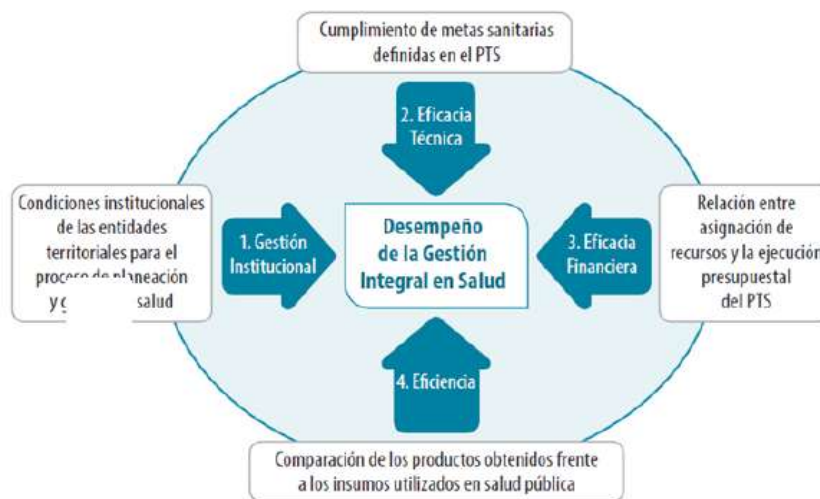 Cumplimiento de metas sanitarias
definidas en el PTS
2. Eficacia
Técnica
Condiciones institucionales
de las entidades
territoriales para el
proceso de planeación
y salud
1. Gestión
Institucional
Desempeño
de la Gestión
Integral en Salud
3. Eficacia
Financiera
Relación entre
asignación de
recursos y la ejecución
presupuestal
del PTS
4. Eficiencia
Comparación de los productos obtenidos frente
a los insumos utilizados en salud pública